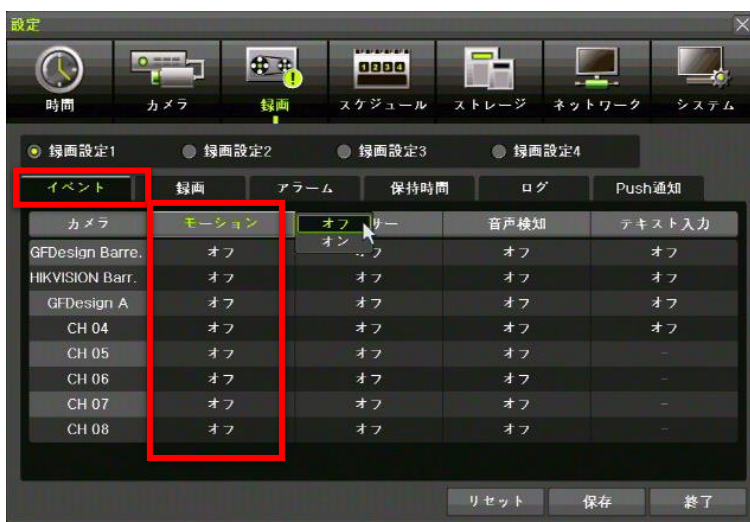 設定
時間 カメラ 録画 スケジュール ストレージ ネットワーク システム
録画設定1 録画設定2 録画設定3 録画設定4
イベント 録画 アラーム 保持時間 ログ Push通知
カメラ モーション オフ サー 音声検知 テキスト入力
オン
GFDesign Barre. オフ オフ オフ
HIKVISION Barr. オフ オフ オフ オフ
GFDesign A オフ オフ オフ オフ
CH 04 オフ オフ オフ オフ
CH 05 オフ オフ オフ -
CH 06 オフ オフ オフ -
CH 07 オフ オフ オフ -
CH 08 オフ オフ オフ -
リセット 保存 終了